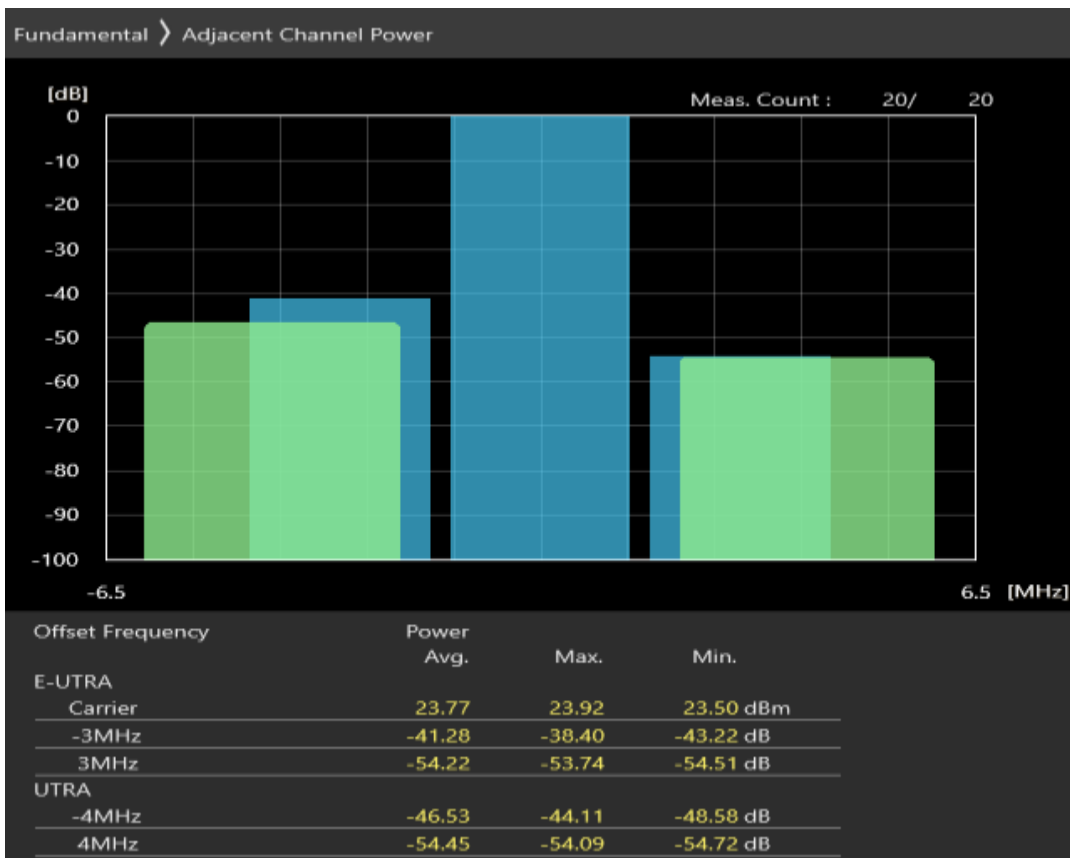 Fundamental 〉 Adjacent Channel Power
[dB]
Meas. Count : 20/ 20
0
-10
-20
-30
-40
-50
-60
-70
-80
-90
-100
-6.5 6.5 [MHz]
Offset Frequency Power
Avg. Max. Min.
E-UTRA
Carrier 23.77 23.92 23.50 dBm
-3MHz -41.28 -38.40 -43.22 dB
3MHz -54.22 -53.74 -54.51 dB
UTRA
-4MHz -46.53 -44.11 -48.58 dB
4MHz -54.45 -54.09 -54.72 dB